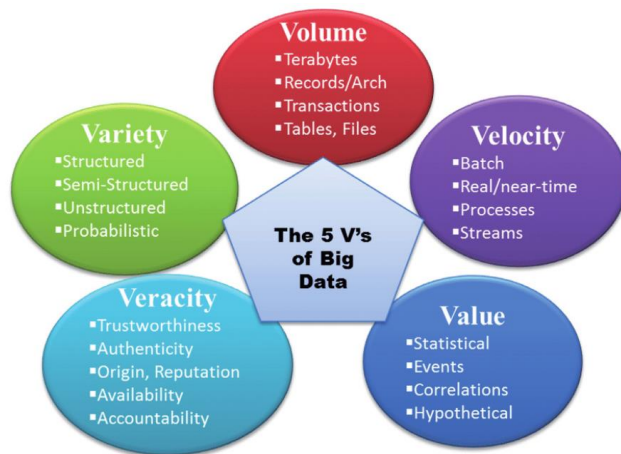 Volume
▪Terabytes
▪Records/Arch
▪Transactions
▪Tables, Files
Variety
▪Structured
▪Semi-Structured
▪Unstructured
▪Probabilistic
Velocity
▪Batch
▪Real/near-time
▪Processes
▪Streams
The 5 V's
of Big
Data
Veracity
▪Trustworthiness
▪Authenticity
▪Origin, Reputation
▪Availability
▪Accountability
Value
▪Statistical
▪Events
▪Correlations
▪Hypothetical